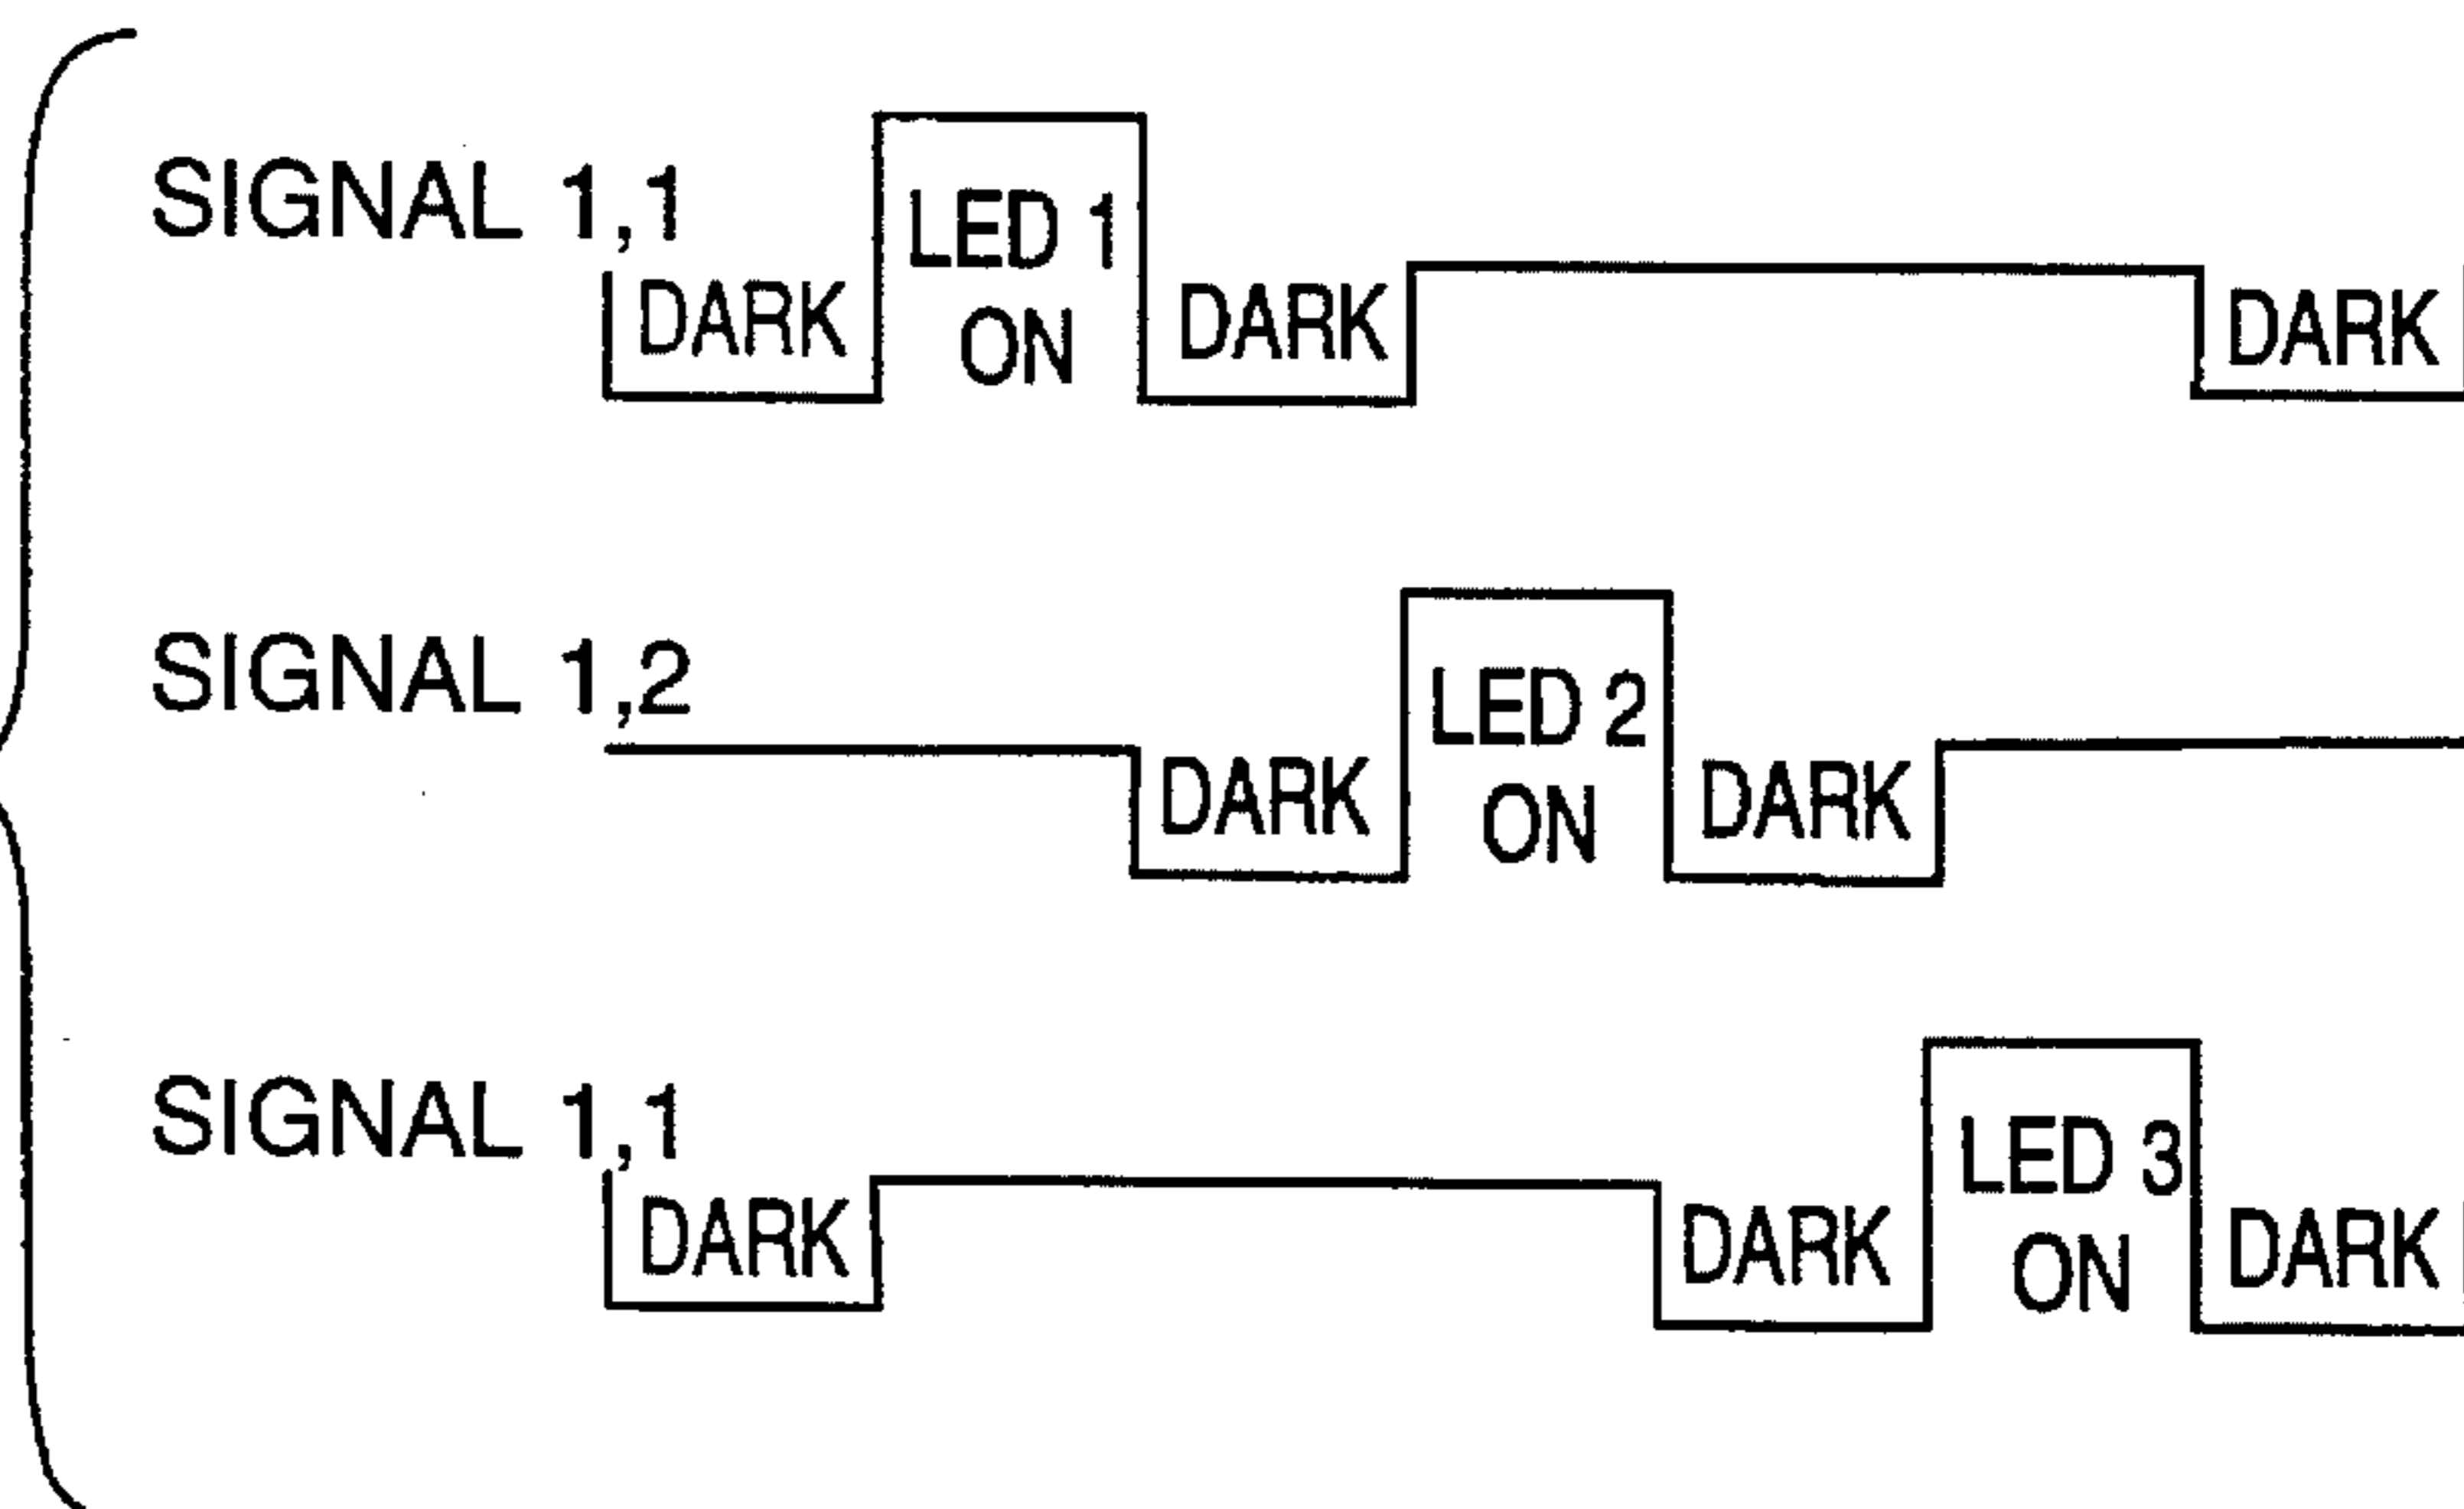 SIGNAL 1,1
DARK
LED 1
ON
DARK
DARK
SIGNAL 1,2
DARK
LED 2
ON
DARK
SIGNAL 1,1
DARK
DARK
LED 3
ON
DARK